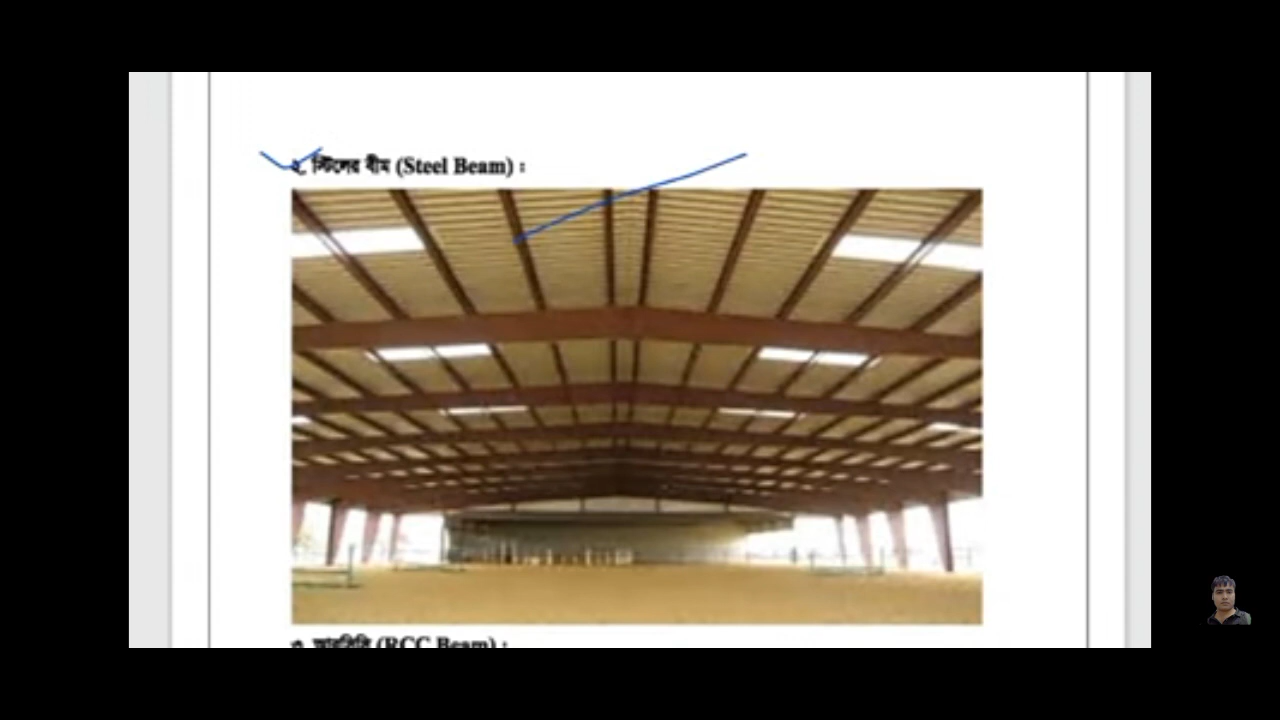 ২. স্টিলের বীম (Steel Beam) :
৩. আরসিসি (RCC Beam) :